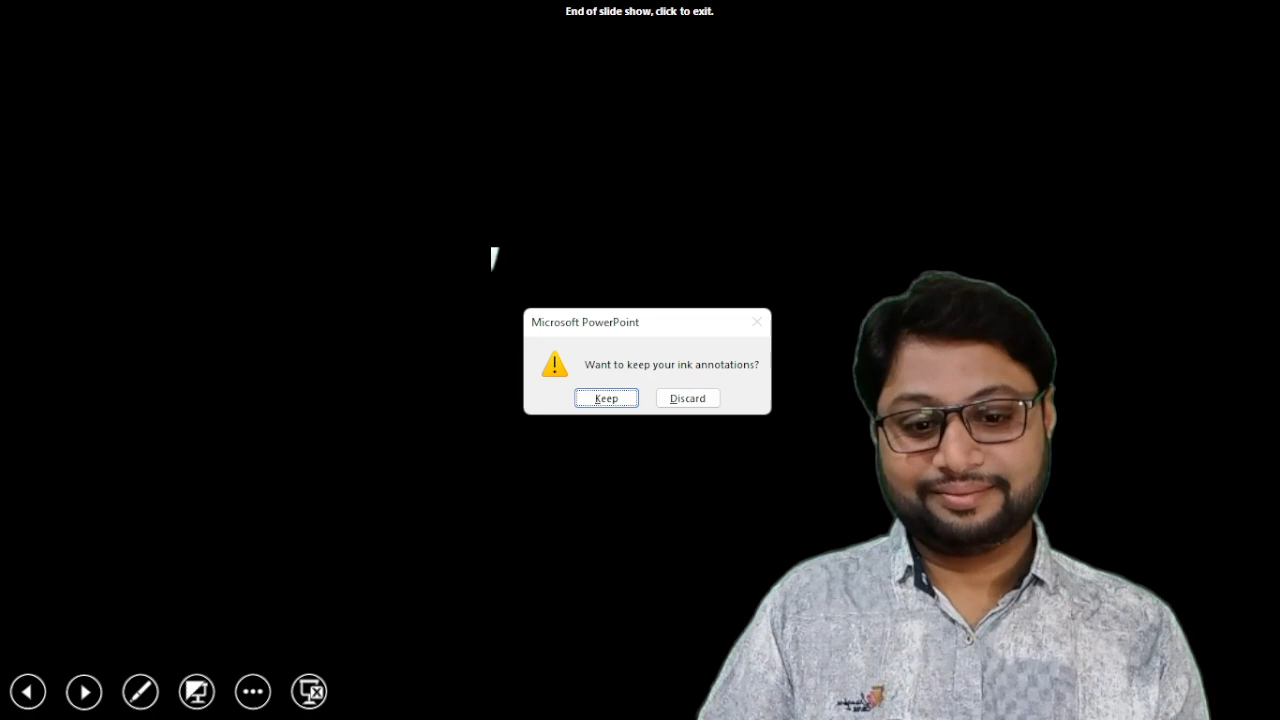 End of slide show, click to exit.
Microsoft PowerPoint
Want to keep your ink annotations?
Keep
Discard